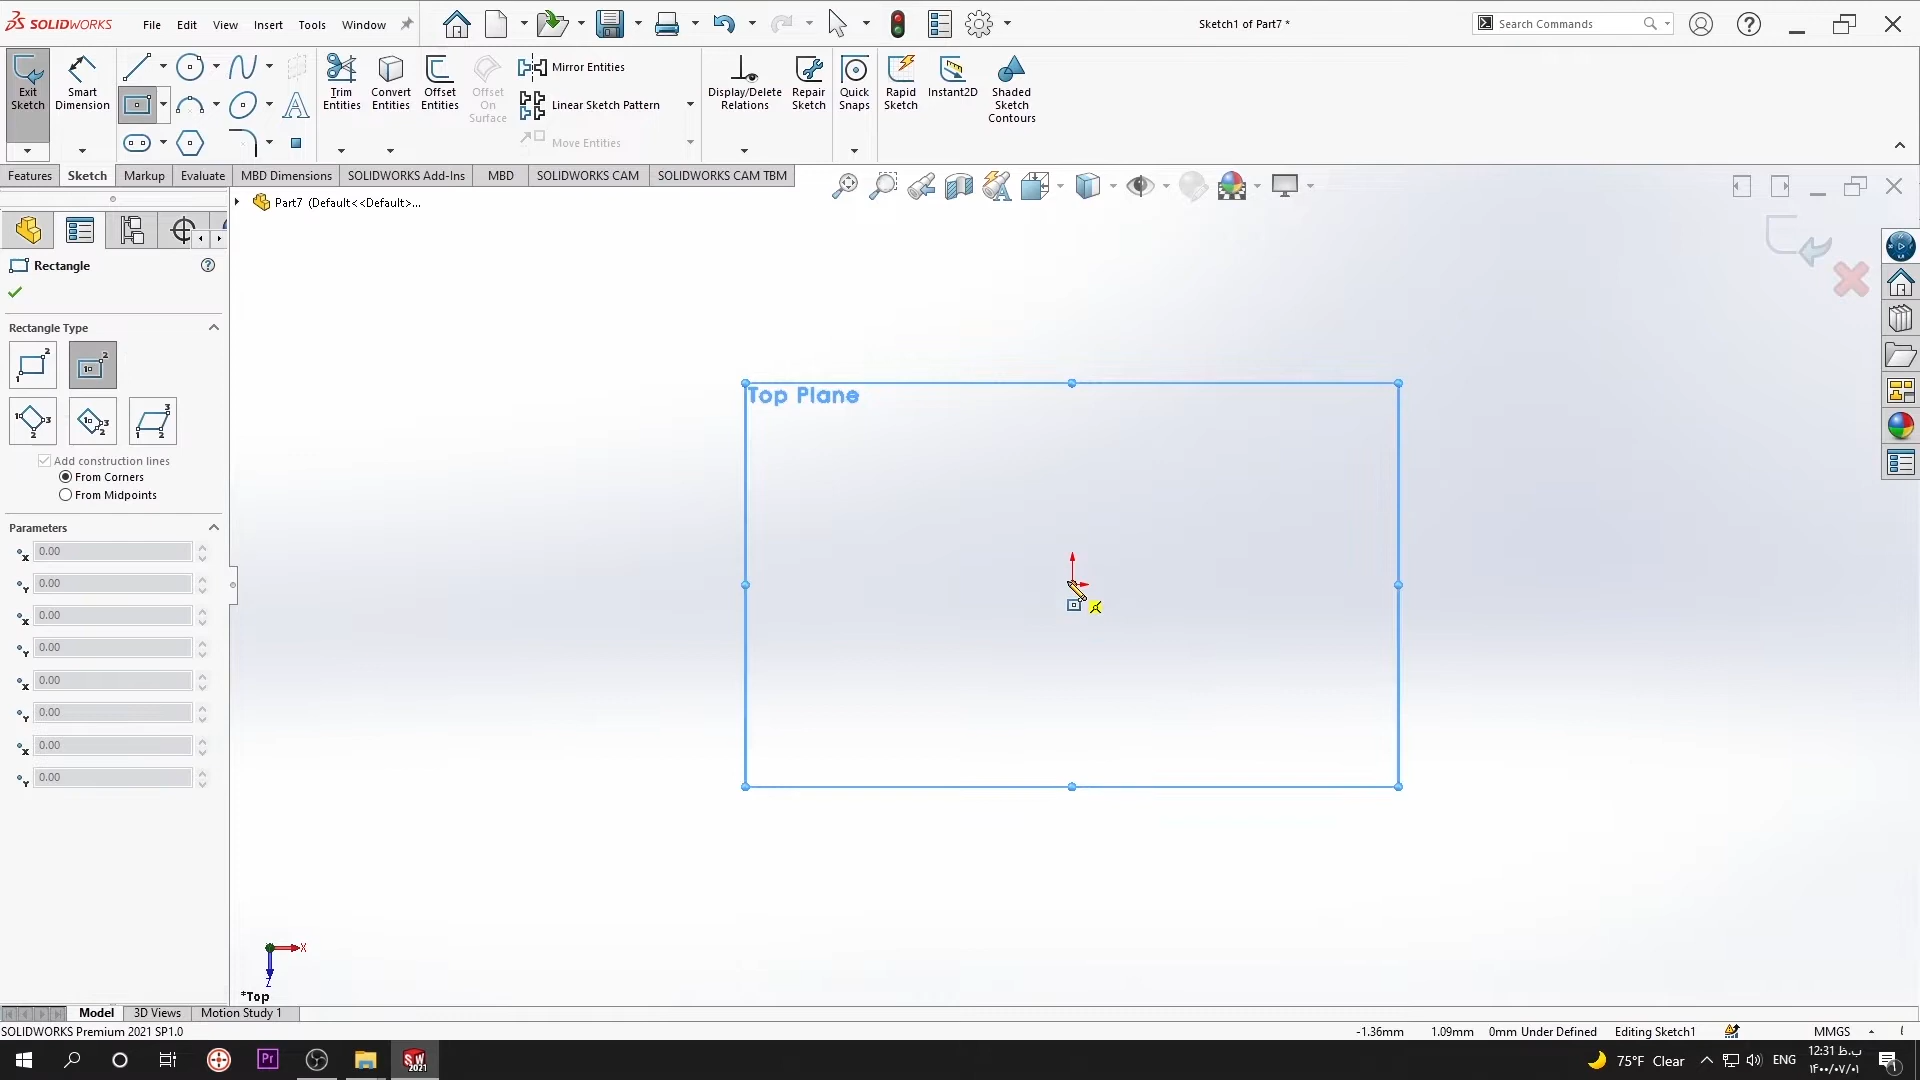 SOLIDWORKS File Edit View Insert Tools Window Sketch1 of Part7 * Search Commands
Exit Sketch
Smart Dimension
Trim Entities
Convert Entities
Offset Entities
Offset On Surface
Mirror Entities
Linear Sketch Pattern
Move Entities
Display/Delete Relations
Repair Sketch
Quick Snaps
Rapid Sketch
Instant2D
Shaded Sketch Contours
Features Sketch Markup Evaluate MBD Dimensions SOLIDWORKS Add-Ins MBD SOLIDWORKS CAM SOLIDWORKS CAM TBM
Part7 (Default<<Default>...
Rectangle
Rectangle Type
Add construction lines
From Corners
From Midpoints
Parameters
0.00
0.00
0.00
0.00
0.00
0.00
0.00
0.00
Top Plane
X
Z
*Top
Model 3D Views Motion Study 1
SOLIDWORKS Premium 2021 SP1.0 -1.36mm 1.09mm 0mm Under Defined Editing Sketch1 MMGS
75°F Clear ENG 12:31 ب.ظ
۱۴۰۰/۰۷/۰۱